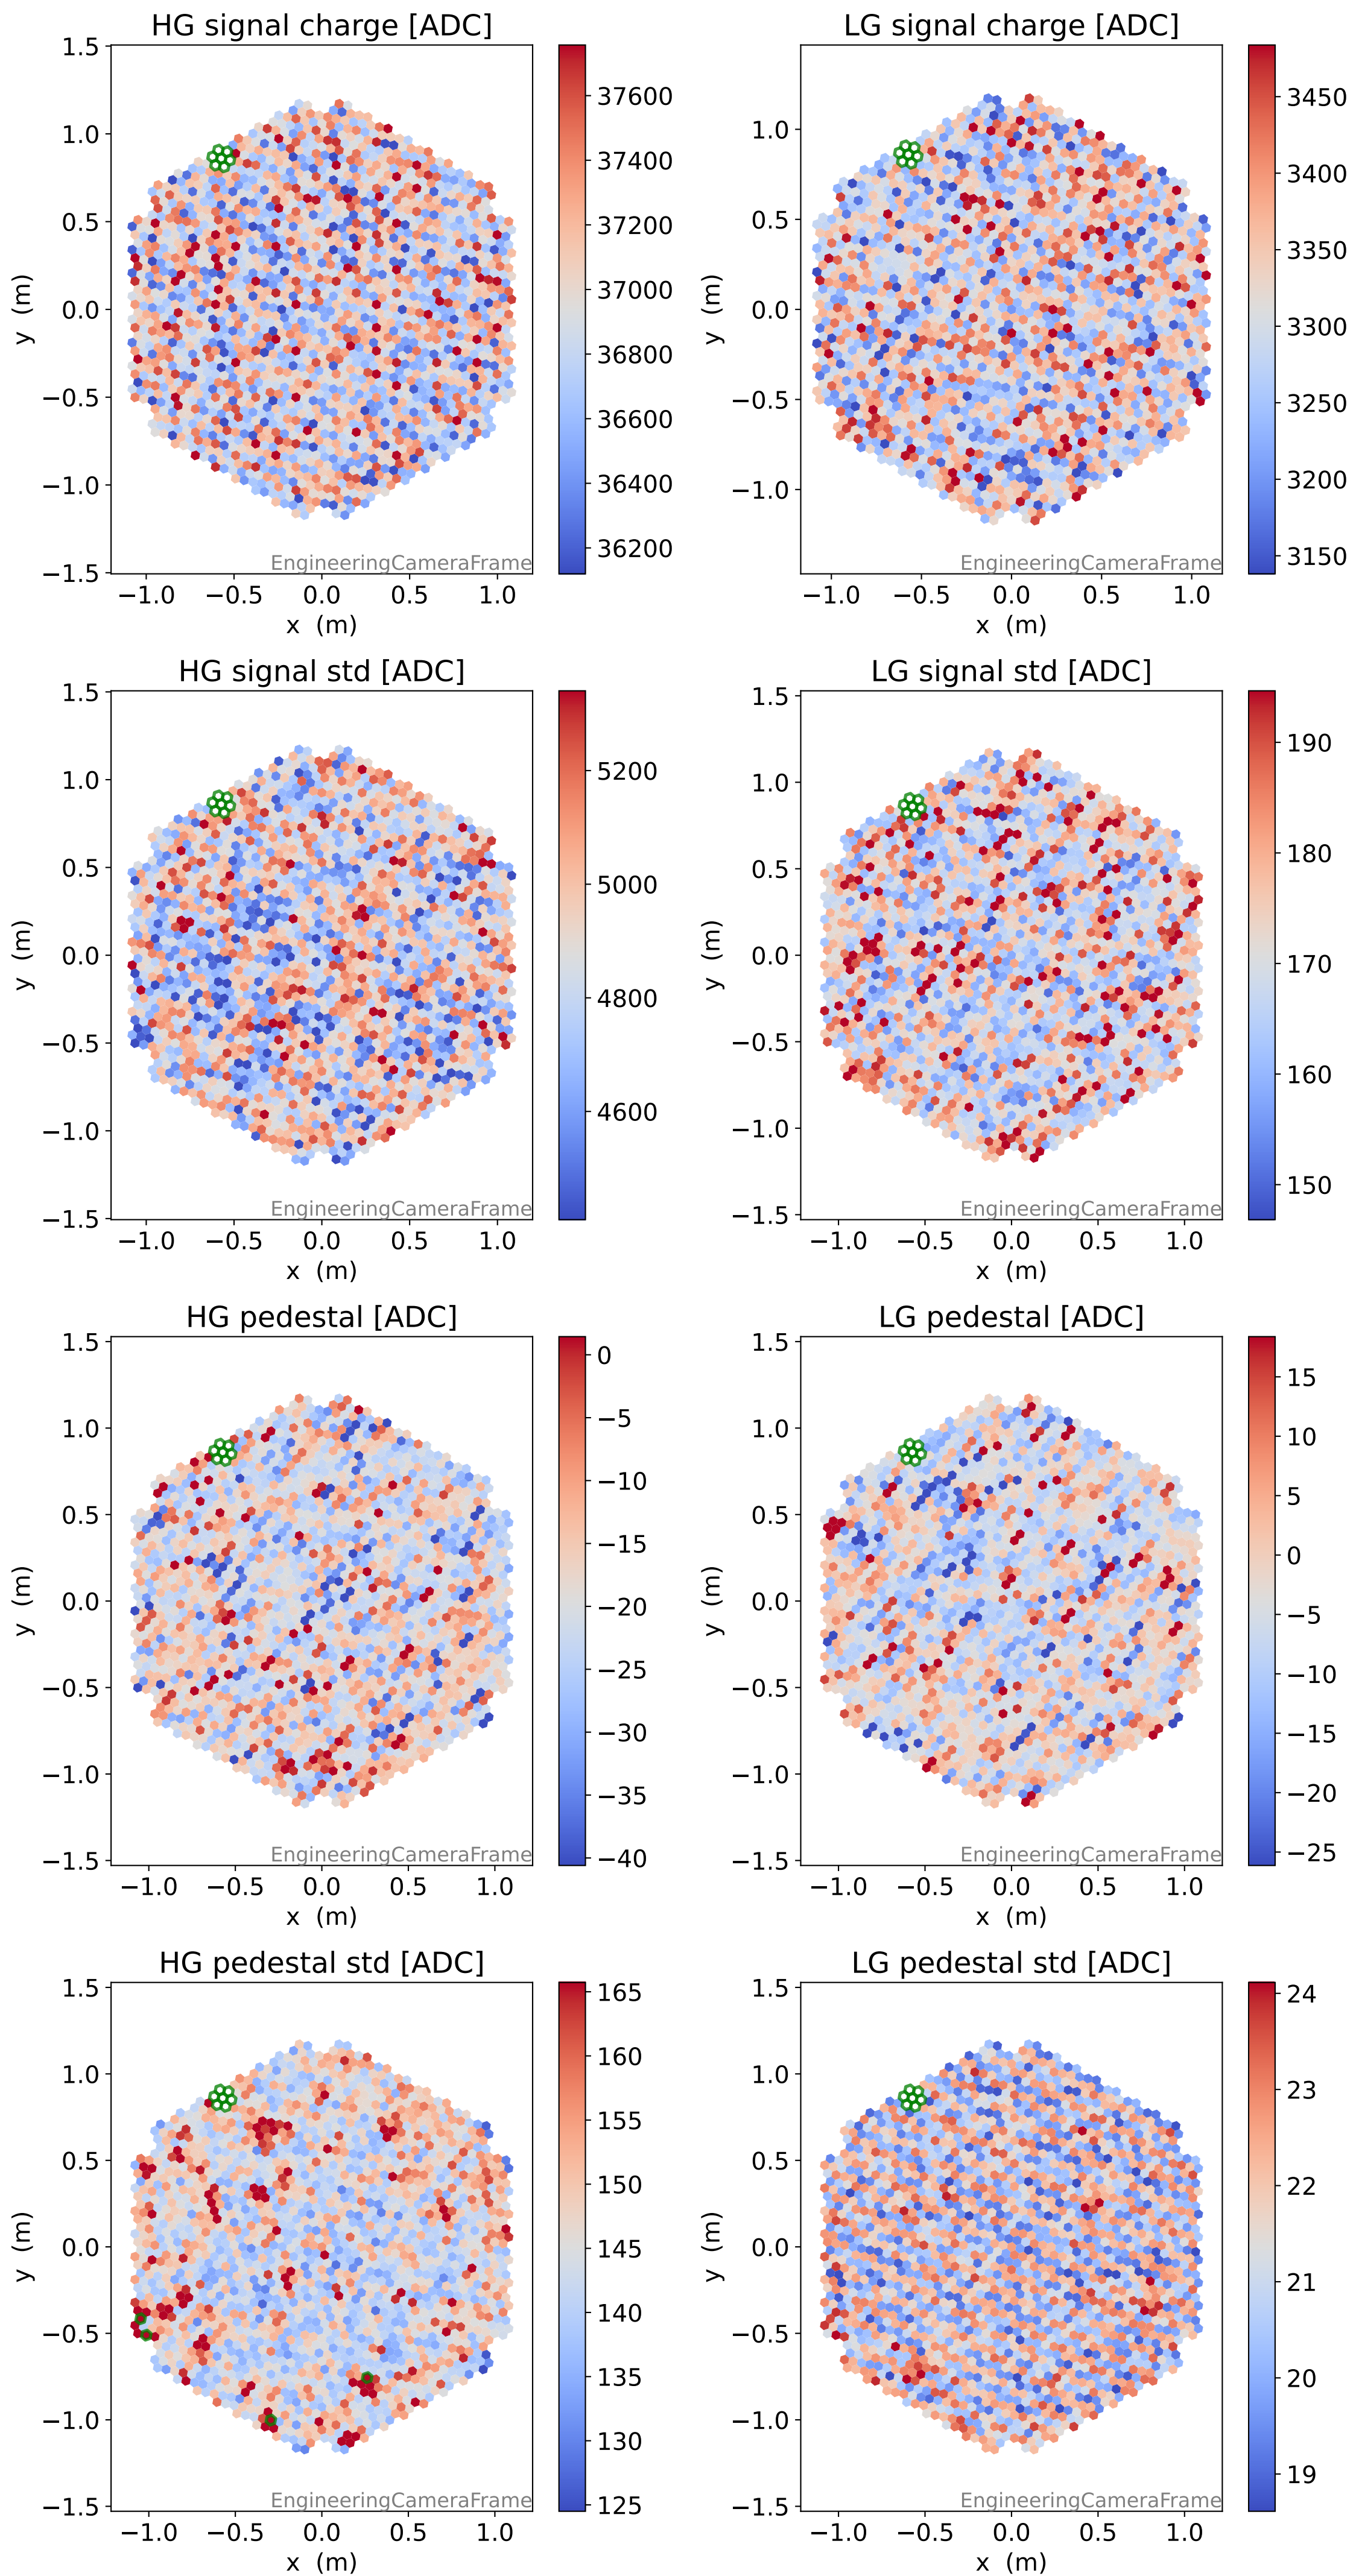 HG signal charge [ADC]
1.5
1.0
0.5
0.0
−0.5
−1.0
−1.5
y (m)
−1.0 −0.5 0.0 0.5 1.0
x (m)
EngineeringCameraFrame
37600
37400
37200
37000
36800
36600
36400
36200
LG signal charge [ADC]
1.0
0.5
0.0
−0.5
−1.0
y (m)
−1.0 −0.5 0.0 0.5 1.0
x (m)
EngineeringCameraFrame
3450
3400
3350
3300
3250
3200
3150
HG signal std [ADC]
1.5
1.0
0.5
0.0
−0.5
−1.0
−1.5
y (m)
−1.0 −0.5 0.0 0.5 1.0
x (m)
EngineeringCameraFrame
5200
5000
4800
4600
LG signal std [ADC]
1.5
1.0
0.5
0.0
−0.5
−1.0
−1.5
y (m)
−1.0 −0.5 0.0 0.5 1.0
x (m)
EngineeringCameraFrame
190
180
170
160
150
HG pedestal [ADC]
1.5
1.0
0.5
0.0
−0.5
−1.0
−1.5
y (m)
−1.0 −0.5 0.0 0.5 1.0
x (m)
EngineeringCameraFrame
0
−5
−10
−15
−20
−25
−30
−35
−40
LG pedestal [ADC]
1.5
1.0
0.5
0.0
−0.5
−1.0
−1.5
y (m)
−1.0 −0.5 0.0 0.5 1.0
x (m)
EngineeringCameraFrame
15
10
5
0
−5
−10
−15
−20
−25
HG pedestal std [ADC]
1.5
1.0
0.5
0.0
−0.5
−1.0
−1.5
y (m)
−1.0 −0.5 0.0 0.5 1.0
x (m)
EngineeringCameraFrame
165
160
155
150
145
140
135
130
125
LG pedestal std [ADC]
1.5
1.0
0.5
0.0
−0.5
−1.0
−1.5
y (m)
−1.0 −0.5 0.0 0.5 1.0
x (m)
EngineeringCameraFrame
24
23
22
21
20
19